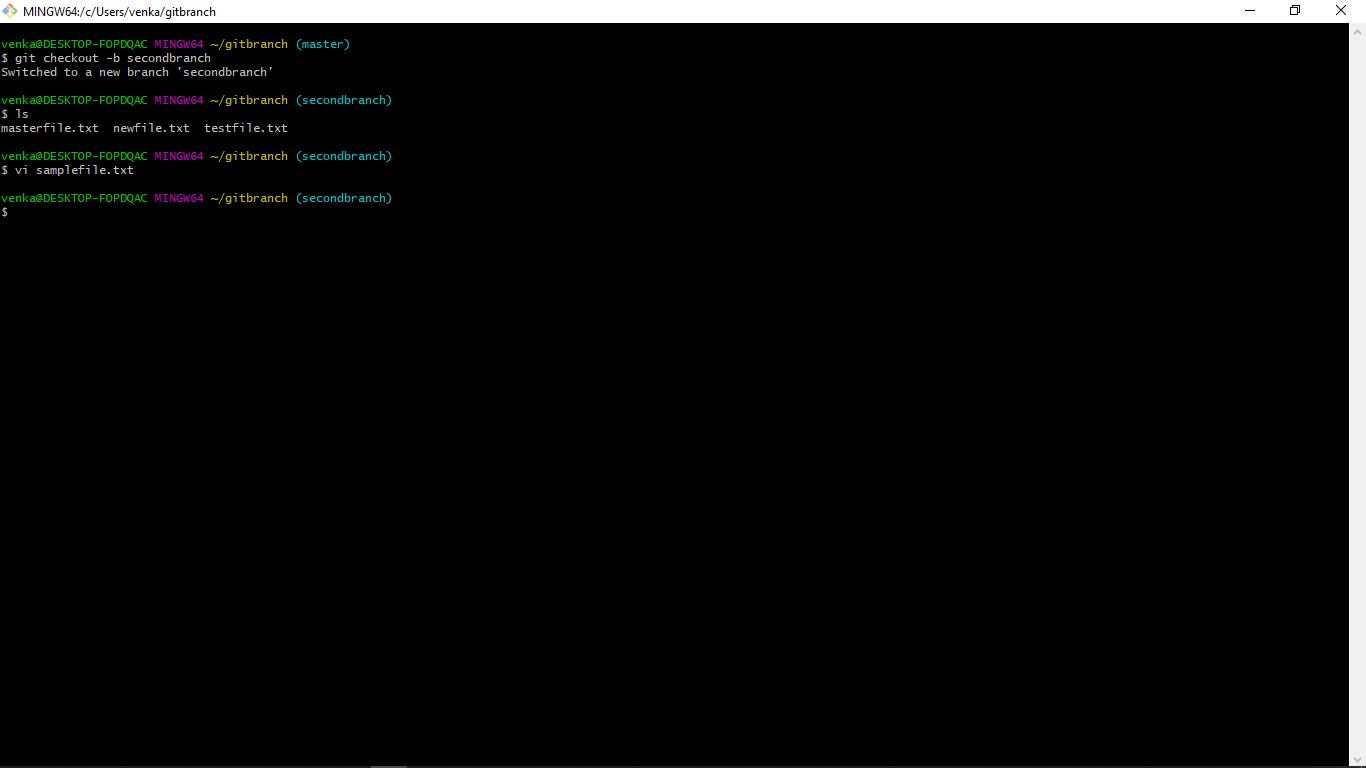 MINGW64:/c/Users/venka/gitbranch
venka@DESKTOP-FOPDQAC MINGW64 ~/gitbranch (master)
$ git checkout -b secondbranch
Switched to a new branch 'secondbranch'
venka@DESKTOP-FOPDQAC MINGW64 ~/gitbranch (secondbranch)
$ ls
masterfile.txt  newfile.txt  testfile.txt
venka@DESKTOP-FOPDQAC MINGW64 ~/gitbranch (secondbranch)
$ vi samplefile.txt
venka@DESKTOP-FOPDQAC MINGW64 ~/gitbranch (secondbranch)
$